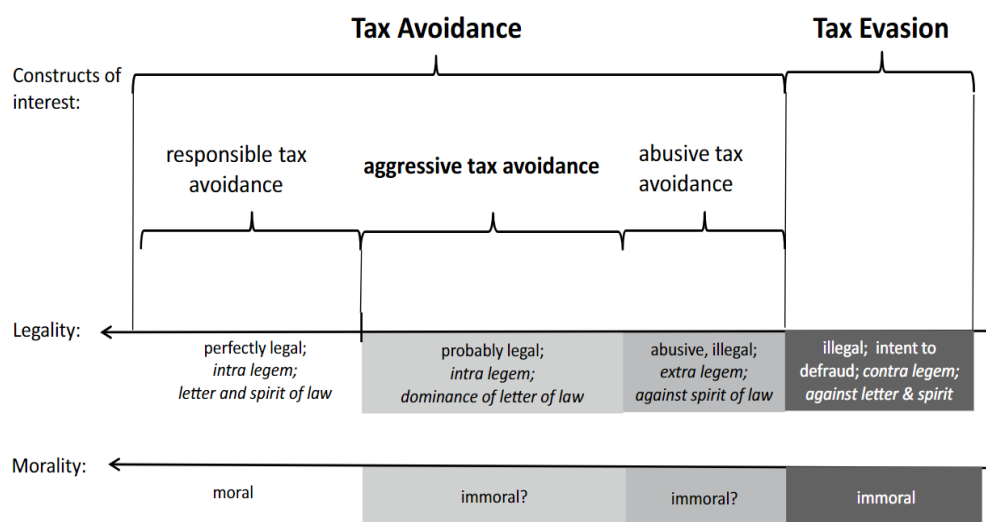 Tax Avoidance
Tax Evasion
Constructs of
interest:
responsible tax
avoidance
aggressive tax avoidance
abusive tax
avoidance
Legality:
perfectly legal;
intra legem;
letter and spirit of law
probably legal;
intra legem;
dominance of letter of law
abusive, illegal;
extra legem;
against spirit of law
illegal; intent to
defraud; contra legem;
against letter & spirit
Morality:
moral
immoral?
immoral?
immoral